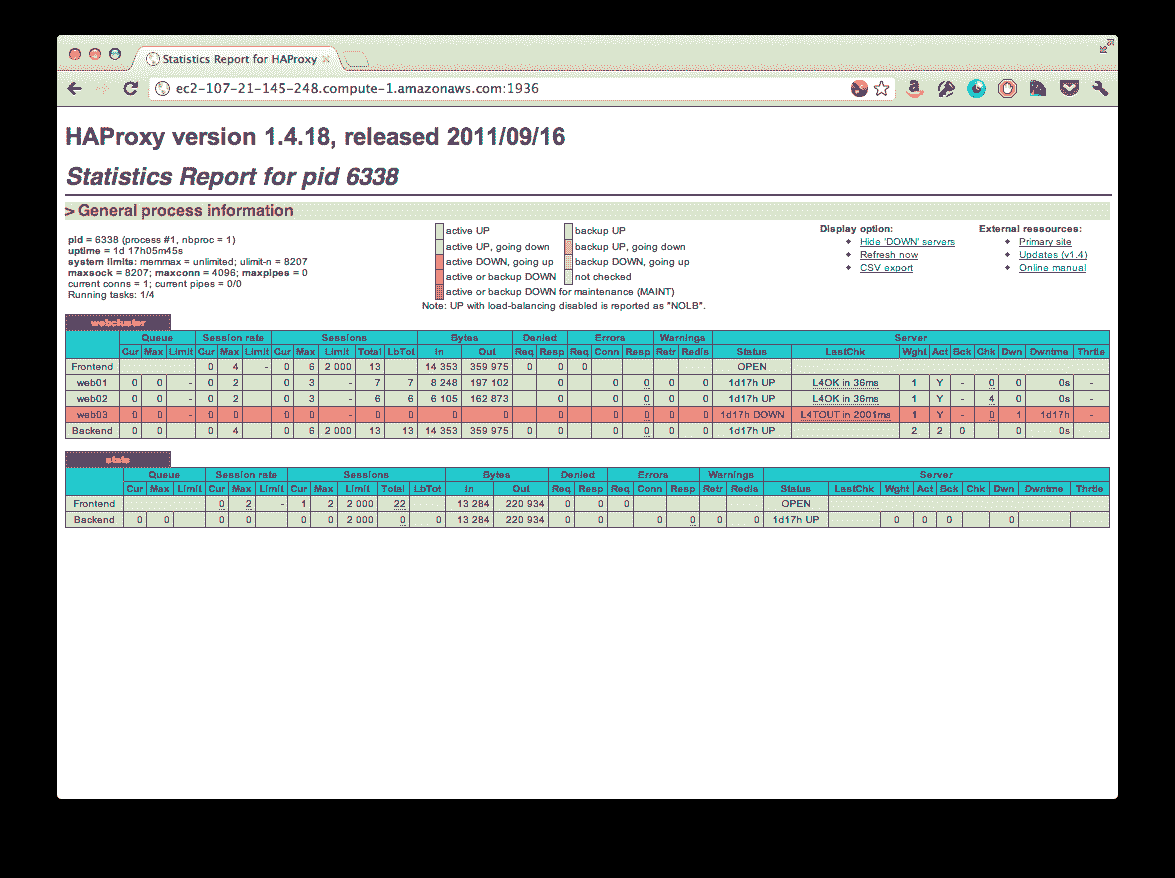 Statistics Report for HAProxy
ec2-107-21-145-248.compute-1.amazonaws.com:1936
HAProxy version 1.4.18, released 2011/09/16
Statistics Report for pid 6338
> General process information
pid = 6338 (process #1, nbproc = 1)
uptime = 1d 17h05m45s
system limits: memmax = unlimited; ulimit-n = 8207
maxsock = 8207; maxconn = 4096; maxpipes = 0
current conns = 1; current pipes = 0/0
Running tasks: 1/4
active UP backup UP
active UP, going down backup UP, going down
active DOWN, going up backup DOWN, going up
active or backup DOWN not checked
active or backup DOWN for maintenance (MAINT)
Note: UP with load-balancing disabled is reported as "NOLB".
Display option:
Hide 'DOWN' servers
Refresh now
CSV export
External ressources:
Primary site
Updates (v1.4)
Online manual
webcluster
Queue Session rate Sessions Bytes Denied Errors Warnings Server
Cur Max Limit Cur Max Limit Cur Max Limit Total LbTot In Out Req Resp Req Conn Resp Retr Redis Status LastChk Wght Act Bck Chk Dwn Dwntme Thrtle
Frontend 0 4 - 0 6 2 000 13 14 353 359 975 0 0 0 OPEN
web01 0 0 - 0 2 0 3 - 7 7 8 248 197 102 0 0 0 0 0 1d17h UP L4OK in 36ms 1 Y - 0 0 0s -
web02 0 0 - 0 2 0 3 - 6 6 6 105 162 873 0 0 0 0 0 1d17h UP L4OK in 36ms 1 Y - 4 0 0s -
web03 0 0 - 0 0 0 0 - 0 0 0 0 0 0 0 0 0 1d17h DOWN L4TOUT in 2001ms 1 Y - 0 1 1d17h -
Backend 0 0 0 4 0 6 2 000 13 13 14 353 359 975 0 0 0 0 0 0 1d17h UP 2 2 0 0 0s
stats
Queue Session rate Sessions Bytes Denied Errors Warnings Server
Cur Max Limit Cur Max Limit Cur Max Limit Total LbTot In Out Req Resp Req Conn Resp Retr Redis Status LastChk Wght Act Bck Chk Dwn Dwntme Thrtle
Frontend 0 2 - 1 2 2 000 22 13 284 220 934 0 0 0 OPEN
Backend 0 0 0 0 0 0 2 000 0 0 13 284 220 934 0 0 0 0 0 0 1d17h UP 0 0 0 0